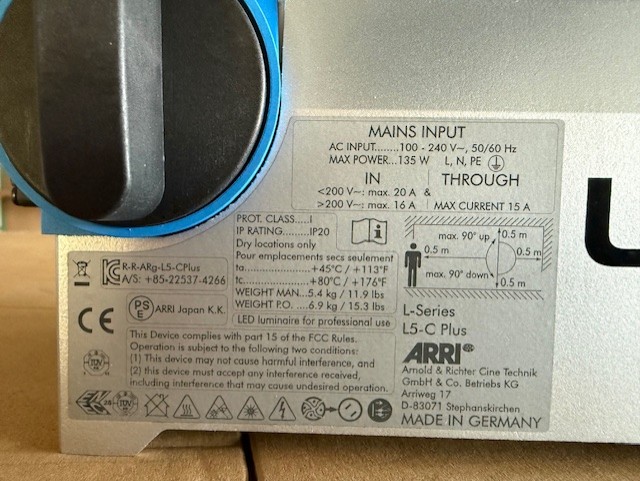 MAINS INPUT
AC INPUT........100 - 240 V~, 50/60 Hz
MAX POWER...135 W L, N, PE
IN THROUGH
<200 V~: max. 20 A &
>200 V~: max. 16 A MAX CURRENT 15 A
PROT. CLASS.....I
IP RATING..........IP20
Dry locations only
Pour emplacements secs seulement
ta....................+45°C / +113°F
tc....................+80°C / +176°F
WEIGHT MAN...5.4 kg / 11.9 lbs
WEIGHT P.O. ....6.9 kg / 15.3 lbs
LED luminaire for professional use
max. 90° up
0.5 m
0.5 m
0.5 m
max. 90° down
0.5 m
R-R-ARg-L5-CPlus
A/S: +85-22537-4266
CE
PS
E
ARRI Japan K.K.
This Device complies with part 15 of the FCC Rules.
Operation is subject to the following two conditions:
(1) This device may not cause harmful interference, and
(2) this device must accept any interference received,
including interference that may cause undesired operation.
L-Series
L5-C Plus
ARRI
Arnold & Richter Cine Technik
GmbH & Co. Betriebs KG
Arriweg 17
D-83071 Stephanskirchen
MADE IN GERMANY
TÜV